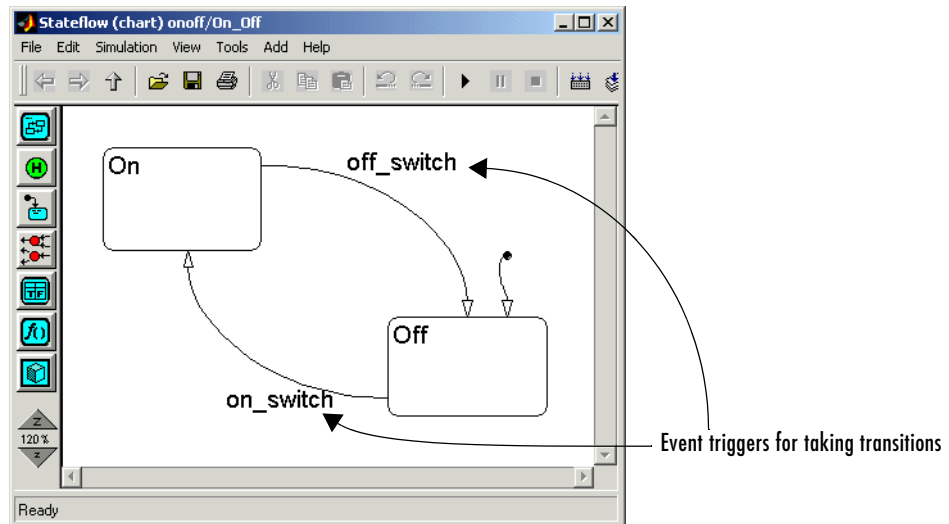 Stateflow (chart) onoff/On_Off
File Edit Simulation View Tools Add Help
H
On
off_switch
TF
f()
Off
on_switch
Z
120%
z
Event triggers for taking transitions
Ready